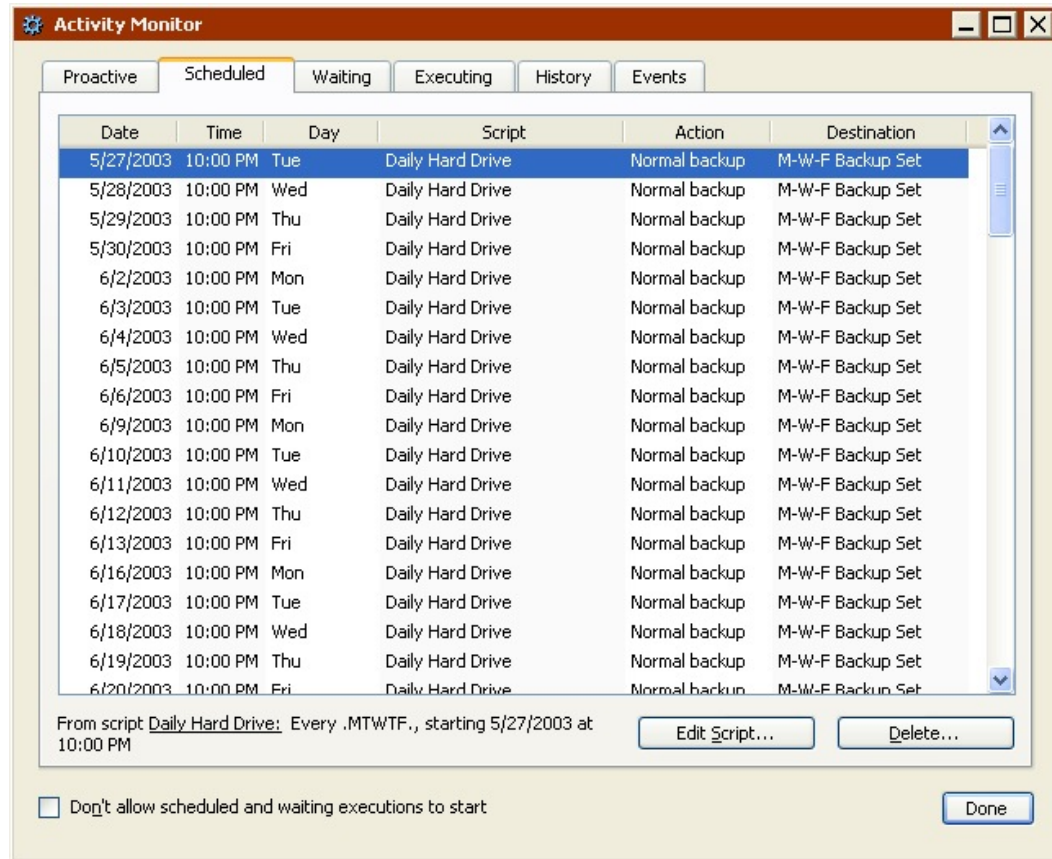 Activity Monitor
Proactive Scheduled Waiting Executing History Events
Date Time Day Script Action Destination
5/27/2003 10:00 PM Tue Daily Hard Drive Normal backup M-W-F Backup Set
5/28/2003 10:00 PM Wed Daily Hard Drive Normal backup M-W-F Backup Set
5/29/2003 10:00 PM Thu Daily Hard Drive Normal backup M-W-F Backup Set
5/30/2003 10:00 PM Fri Daily Hard Drive Normal backup M-W-F Backup Set
6/2/2003 10:00 PM Mon Daily Hard Drive Normal backup M-W-F Backup Set
6/3/2003 10:00 PM Tue Daily Hard Drive Normal backup M-W-F Backup Set
6/4/2003 10:00 PM Wed Daily Hard Drive Normal backup M-W-F Backup Set
6/5/2003 10:00 PM Thu Daily Hard Drive Normal backup M-W-F Backup Set
6/6/2003 10:00 PM Fri Daily Hard Drive Normal backup M-W-F Backup Set
6/9/2003 10:00 PM Mon Daily Hard Drive Normal backup M-W-F Backup Set
6/10/2003 10:00 PM Tue Daily Hard Drive Normal backup M-W-F Backup Set
6/11/2003 10:00 PM Wed Daily Hard Drive Normal backup M-W-F Backup Set
6/12/2003 10:00 PM Thu Daily Hard Drive Normal backup M-W-F Backup Set
6/13/2003 10:00 PM Fri Daily Hard Drive Normal backup M-W-F Backup Set
6/16/2003 10:00 PM Mon Daily Hard Drive Normal backup M-W-F Backup Set
6/17/2003 10:00 PM Tue Daily Hard Drive Normal backup M-W-F Backup Set
6/18/2003 10:00 PM Wed Daily Hard Drive Normal backup M-W-F Backup Set
6/19/2003 10:00 PM Thu Daily Hard Drive Normal backup M-W-F Backup Set
6/20/2003 10:00 PM Fri Daily Hard Drive Normal backup M-W-F Backup Set
From script Daily Hard Drive: Every .MTWTF., starting 5/27/2003 at
10:00 PM
Edit Script... Delete...
Don't allow scheduled and waiting executions to start
Done